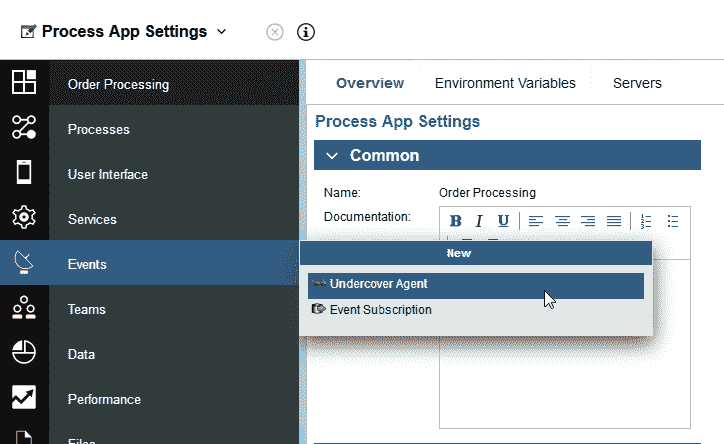 Process App Settings
Order Processing
Processes
User Interface
Services
Events
Teams
Data
Performance
Files
Overview Environment Variables Servers
Process App Settings
Common
Name: Order Processing
Documentation:
B I U
New
Undercover Agent
Event Subscription